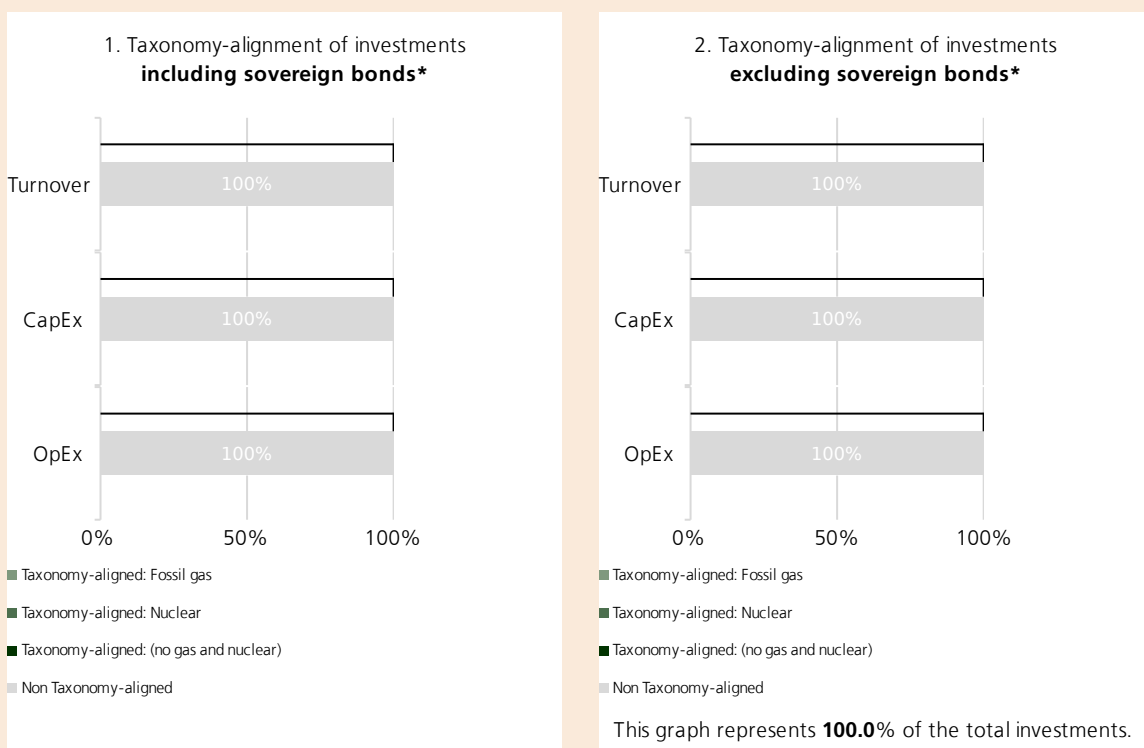 1. Taxonomy-alignment of investments
including sovereign bonds*
Turnover
100%
CapEx
100%
OpEx
100%
0% 50% 100%
Taxonomy-aligned: Fossil gas
Taxonomy-aligned: Nuclear
Taxonomy-aligned: (no gas and nuclear)
Non Taxonomy-aligned
2. Taxonomy-alignment of investments
excluding sovereign bonds*
Turnover
100%
CapEx
100%
OpEx
100%
0% 50% 100%
Taxonomy-aligned: Fossil gas
Taxonomy-aligned: Nuclear
Taxonomy-aligned: (no gas and nuclear)
Non Taxonomy-aligned
This graph represents 100.0% of the total investments.